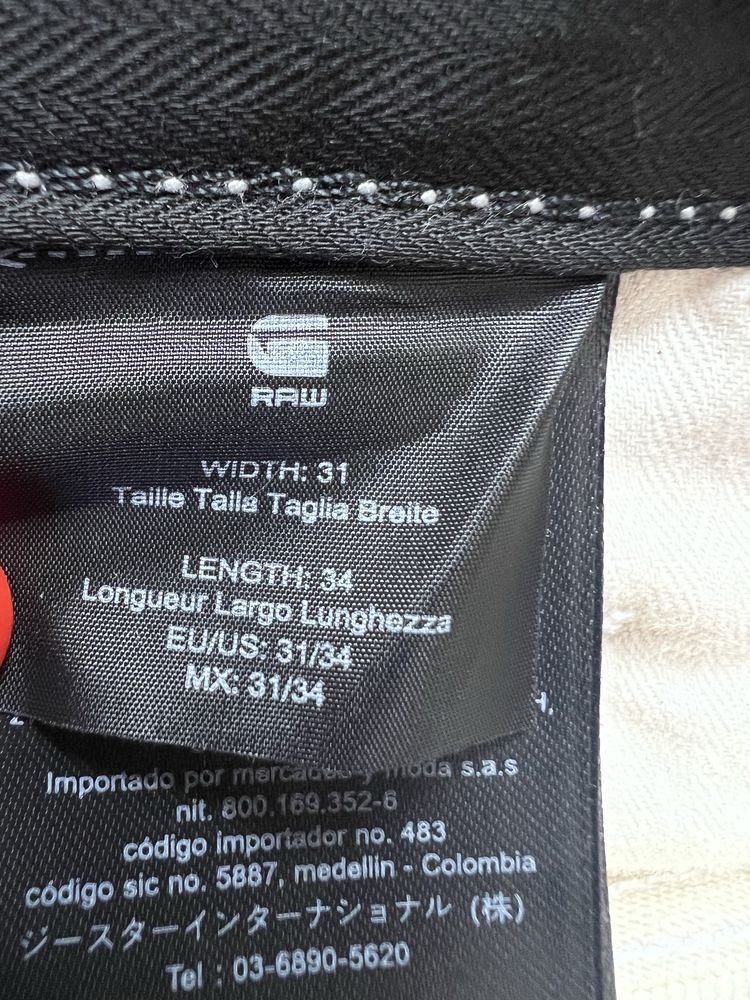 RAW
WIDTH: 31
Taille Talla Taglia Breite
LENGTH: 34
Longueur Largo Lunghezza
EU/US: 31/34
MX: 31/34
H.
Importado por mercadeo y moda s.a.s
nit. 800.169.352-6
código importador no. 483
código sic no. 5887, medellin - Colombia
ジースターインターナショナル (株)
Tel : 03-6890-5620